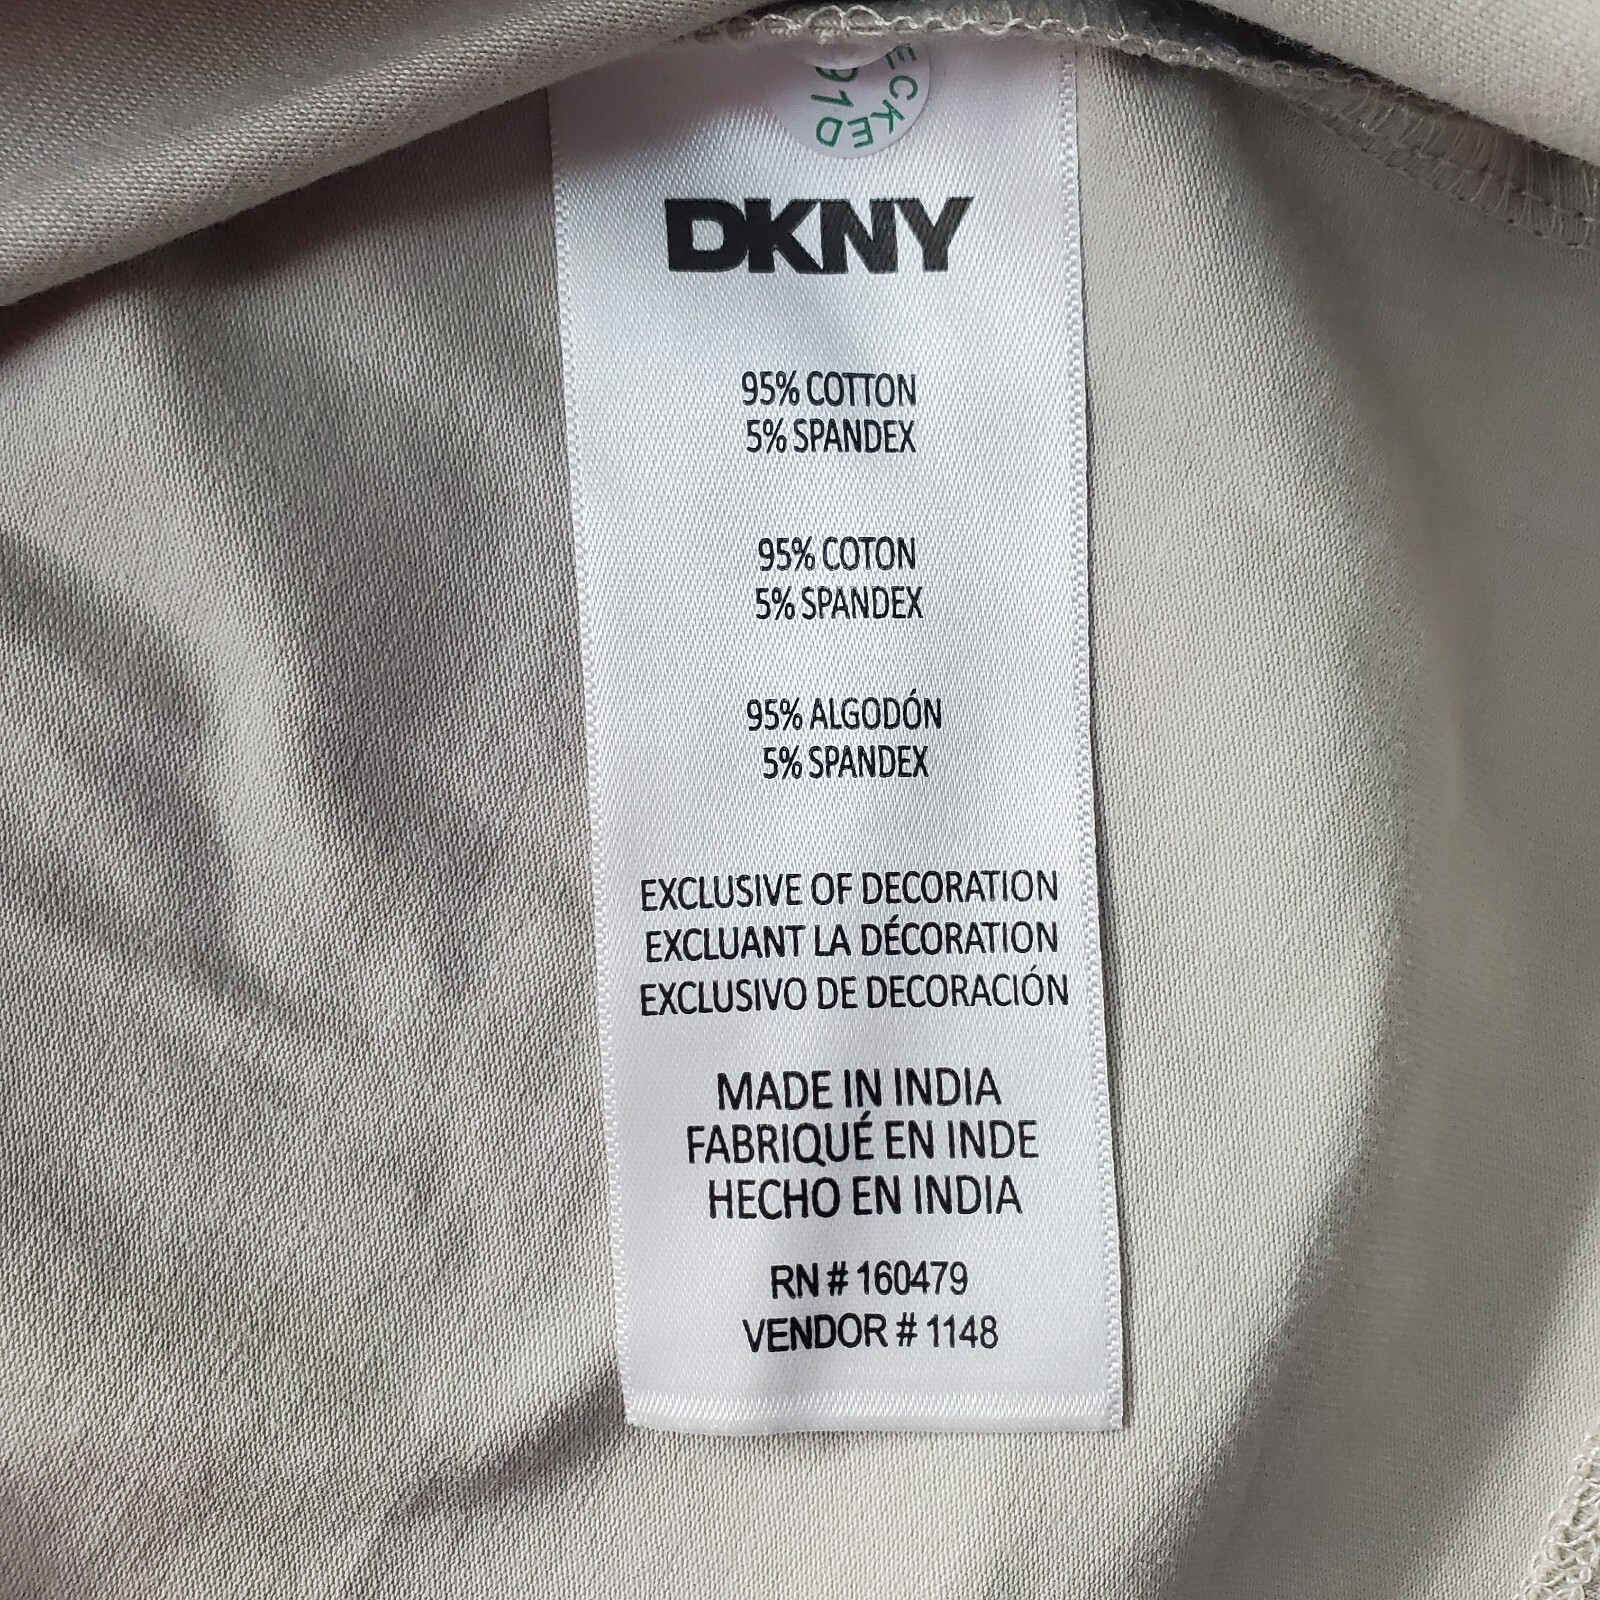 DKNY
95% COTTON
5% SPANDEX
95% COTON
5% SPANDEX
95% ALGODÓN
5% SPANDEX
EXCLUSIVE OF DECORATION
EXCLUANT LA DÉCORATION
EXCLUSIVO DE DECORACIÓN
MADE IN INDIA
FABRIQUÉ EN INDE
HECHO EN INDIA
RN # 160479
VENDOR # 1148